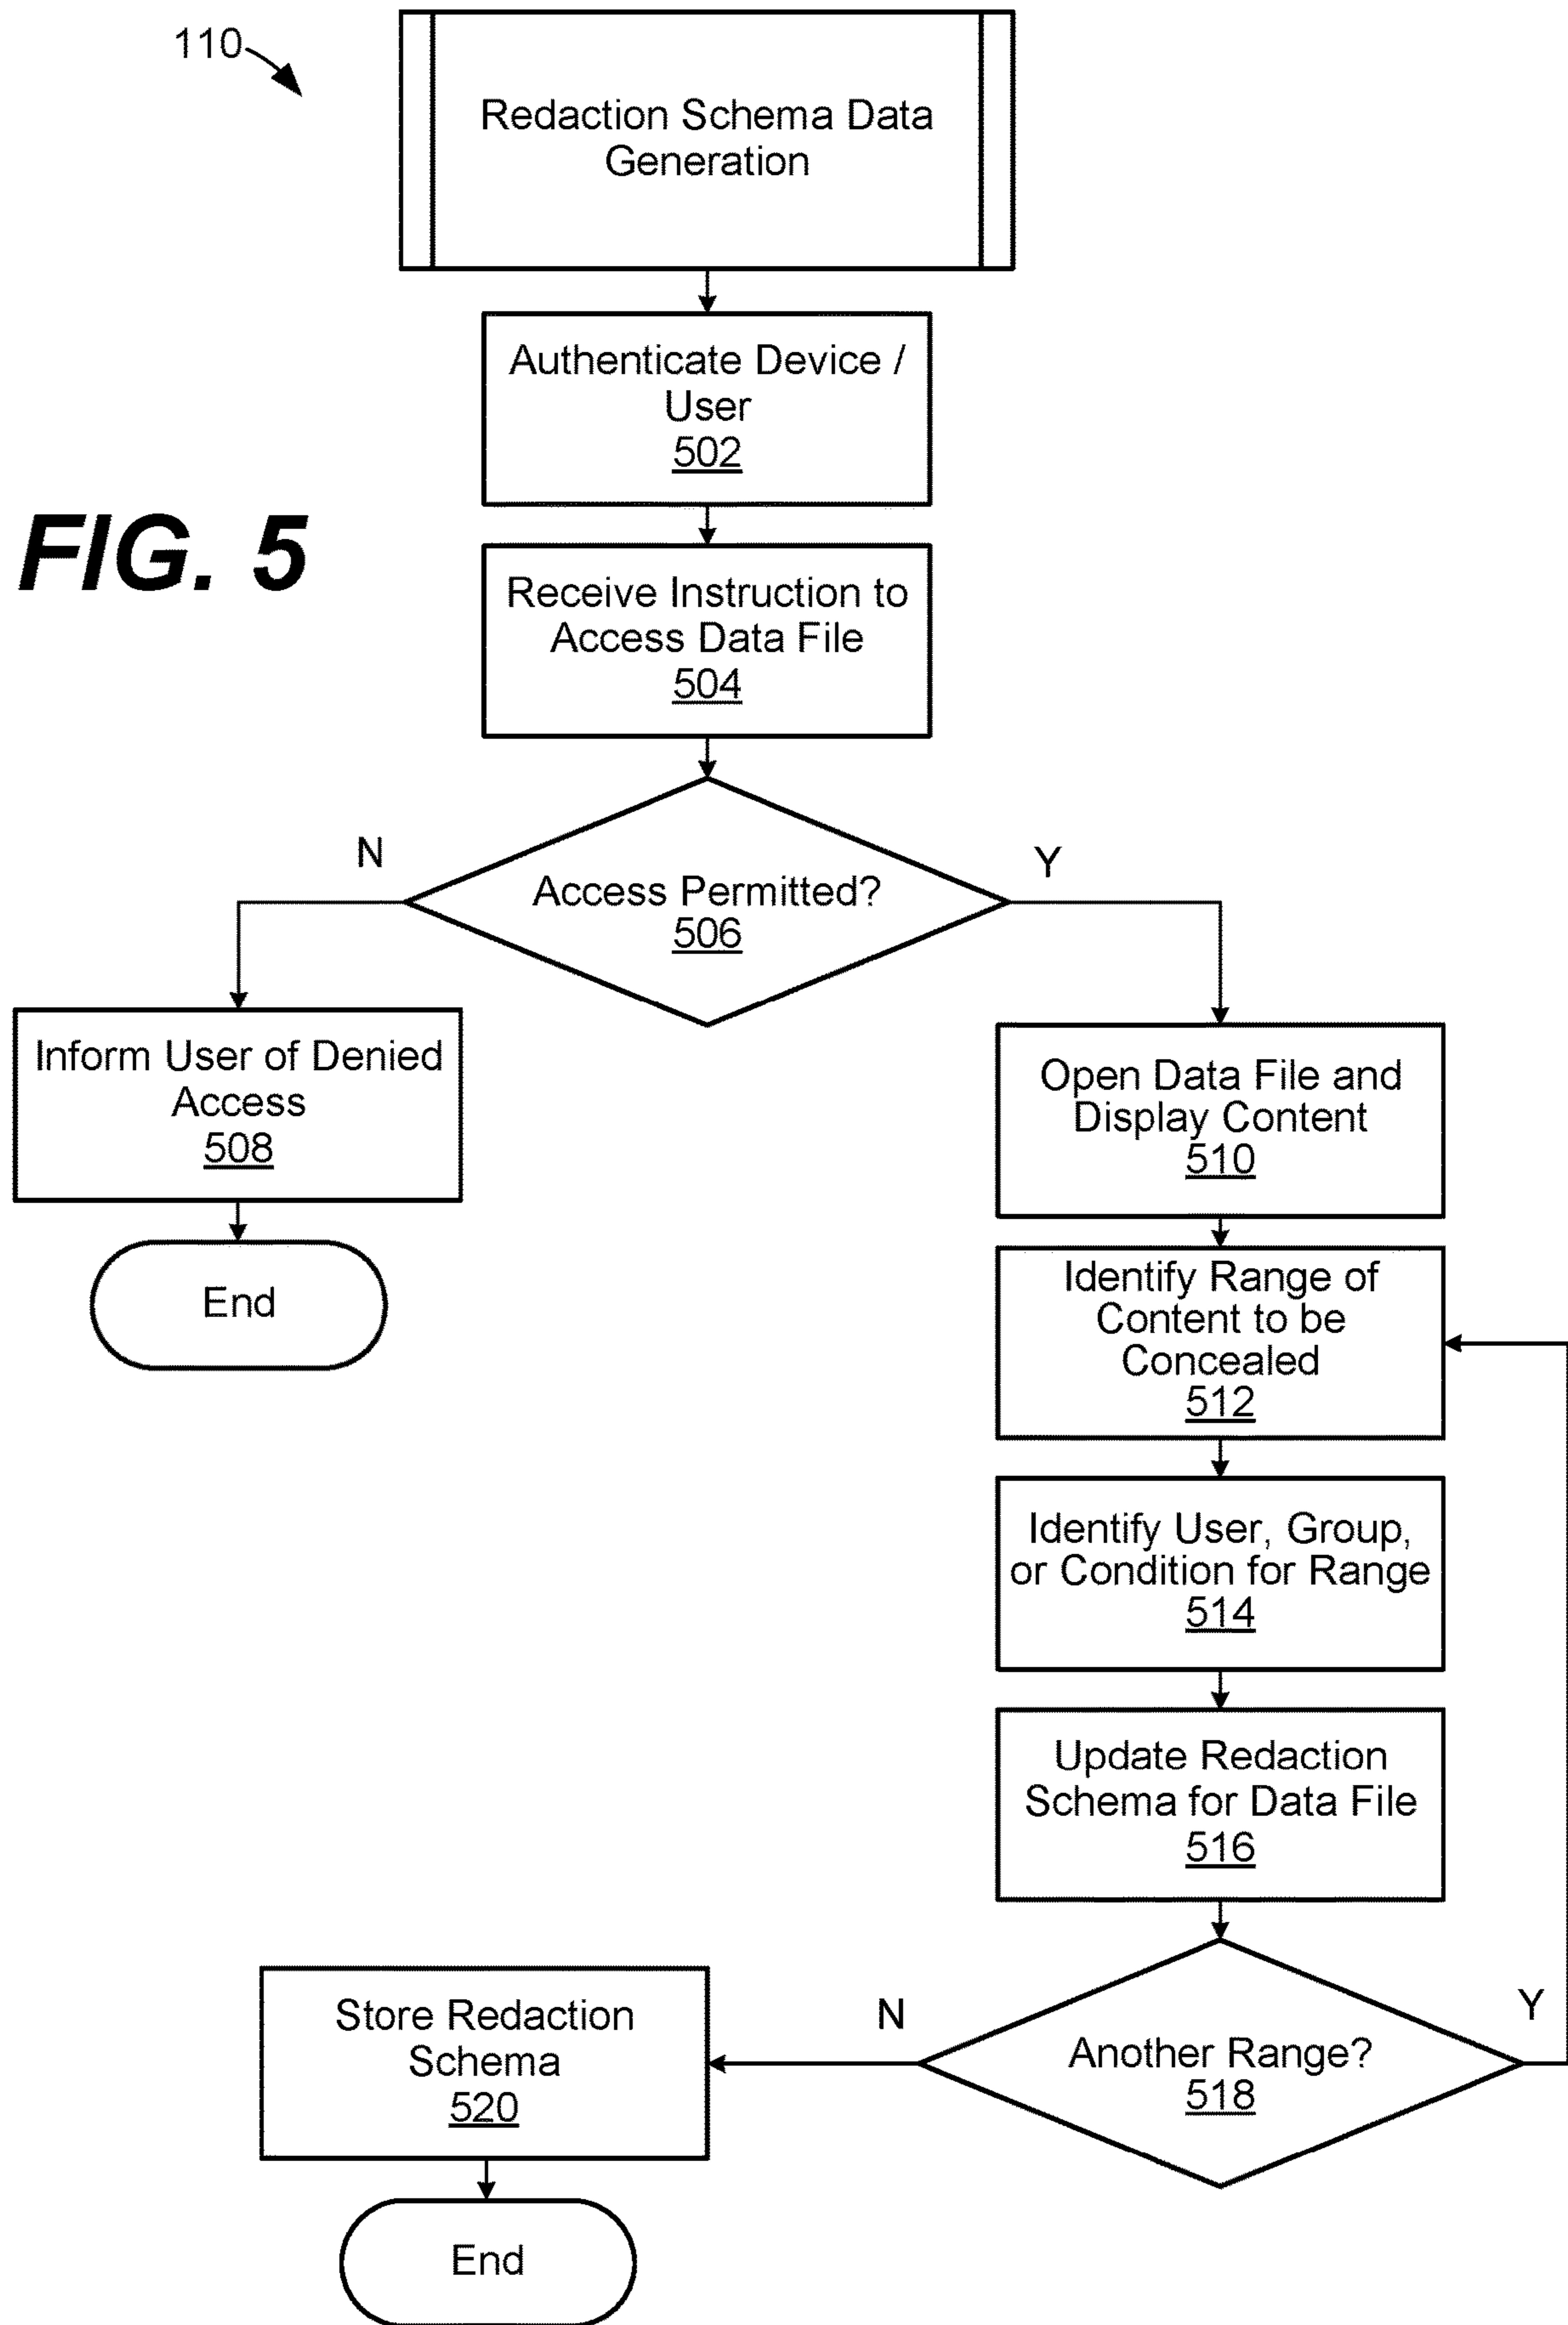 110
Redaction Schema Data
Generation
Authenticate Device /
User
502
FIG. 5
Receive Instruction to
Access Data File
504
N
Y
Access Permitted?
506
Inform User of Denied
Access
508
End
Open Data File and
Display Content
510
Identify Range of
Content to be
Concealed
512
Identify User, Group,
or Condition for Range
514
Update Redaction
Schema for Data File
516
Another Range?
518
N
Y
Store Redaction
Schema
520
End